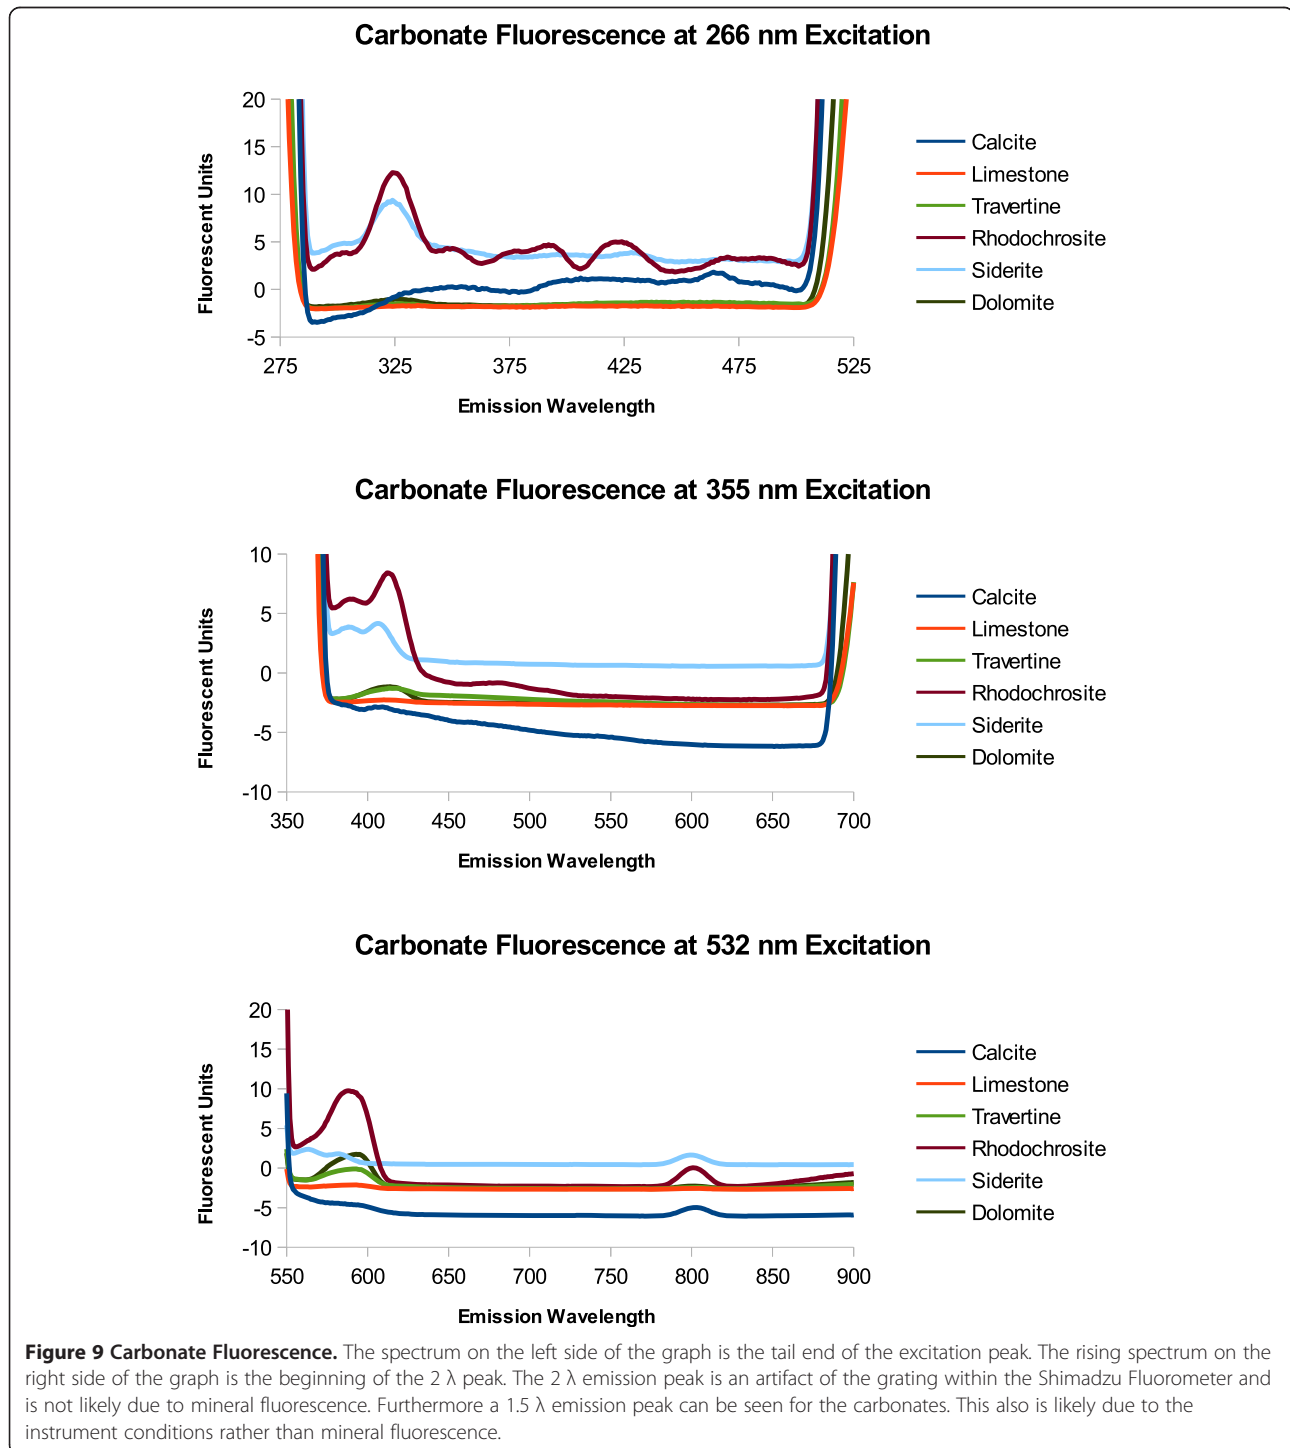 Carbonate Fluorescence at 266 nm Excitation
20
15
10
5
0
-5
Fluorescent Units
275 325 375 425 475 525
Emission Wavelength
Calcite
Limestone
Travertine
Rhodochrosite
Siderite
Dolomite
Carbonate Fluorescence at 355 nm Excitation
10
5
0
-5
-10
Fluorescent Units
350 400 450 500 550 600 650 700
Emission Wavelength
Calcite
Limestone
Travertine
Rhodochrosite
Siderite
Dolomite
Carbonate Fluorescence at 532 nm Excitation
20
15
10
5
0
-5
-10
Fluorescent Units
550 600 650 700 750 800 850 900
Emission Wavelength
Calcite
Limestone
Travertine
Rhodochrosite
Siderite
Dolomite
Figure 9 Carbonate Fluorescence. The spectrum on the left side of the graph is the tail end of the excitation peak. The rising spectrum on the
right side of the graph is the beginning of the 2 λ peak. The 2 λ emission peak is an artifact of the grating within the Shimadzu Fluorometer and
is not likely due to mineral fluorescence. Furthermore a 1.5 λ emission peak can be seen for the carbonates. This also is likely due to the
instrument conditions rather than mineral fluorescence.